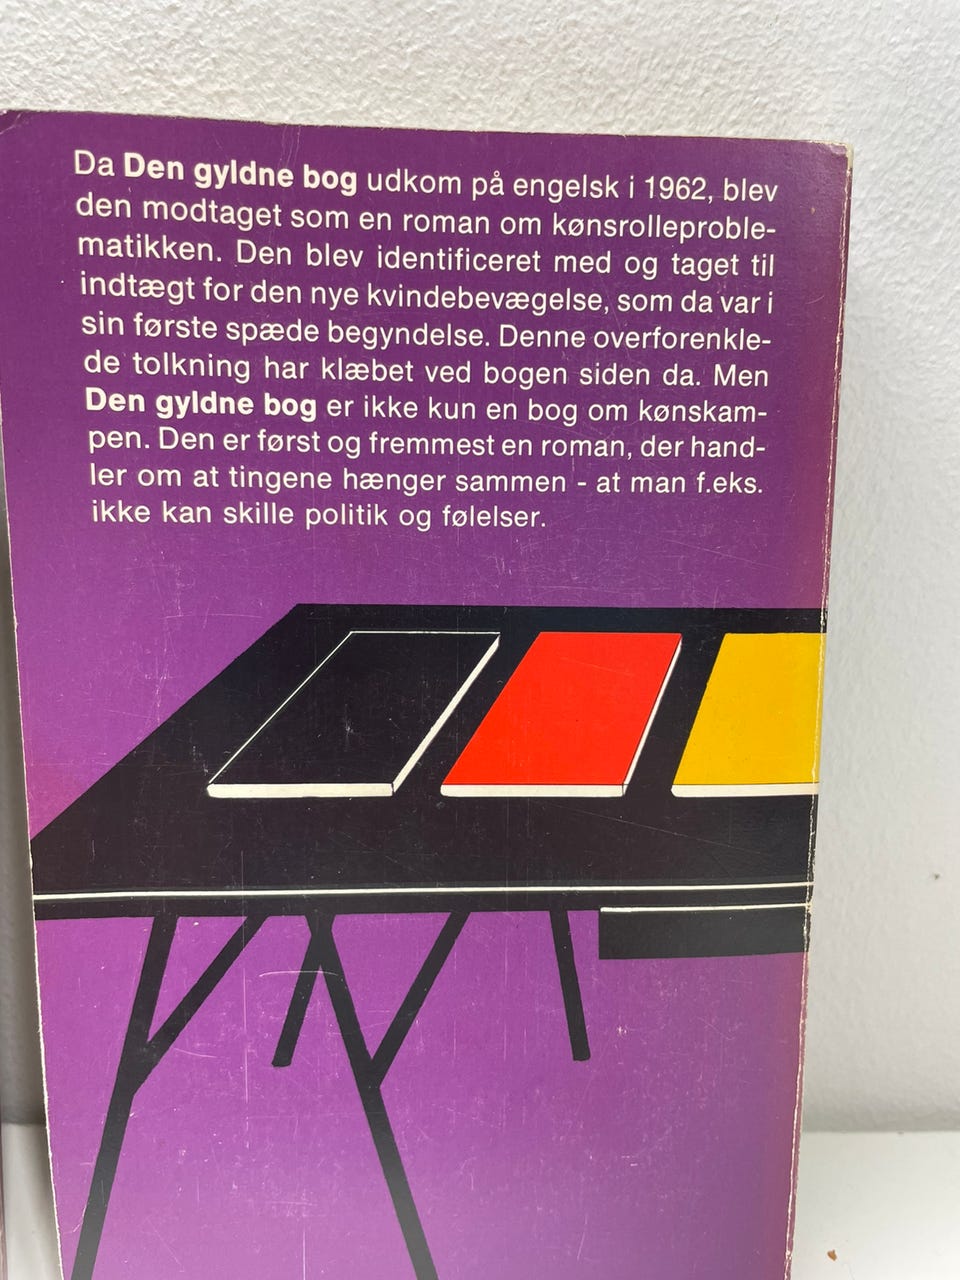 Da Den gyldne bog udkom på engelsk i 1962, blev
den modtaget som en roman om kønsrolleproble-
matikken. Den blev identificeret med og taget til
indtægt for den nye kvindebevægelse, som da var i
sin første spæde begyndelse. Denne overforenkle-
de tolkning har klæbet ved bogen siden da. Men
Den gyldne bog er ikke kun en bog om kønskam-
pen. Den er først og fremmest en roman, der hand-
ler om at tingene hænger sammen - at man f.eks.
ikke kan skille politik og følelser.